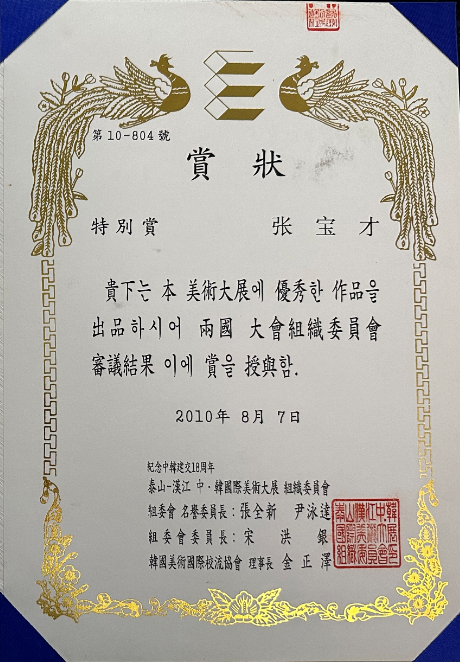 第 10-804 號
賞 狀
特別賞 张 宝 才
貴下는 本 美術大展에 優秀한 作品을
出品하시어 兩國 大會組織委員會
審議結果 이에 賞을 授與함.
2010年 8月 7日
紀念中韓建交18周年
泰山-漢江 中·韓國際美術大展 組織委員會
組委會 名譽委員長: 張全新 尹泳達
組 委 會 委 員 長: 宋 洪 銀
韓國美術國際校流協會 理事長 金正澤